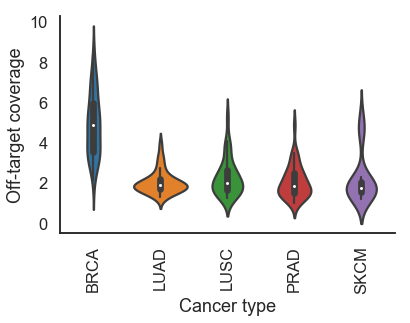 Off-target coverage
10
8
6
4
2
0
BRCA
LUAD
LUSC
PRAD
SKCM
Cancer type